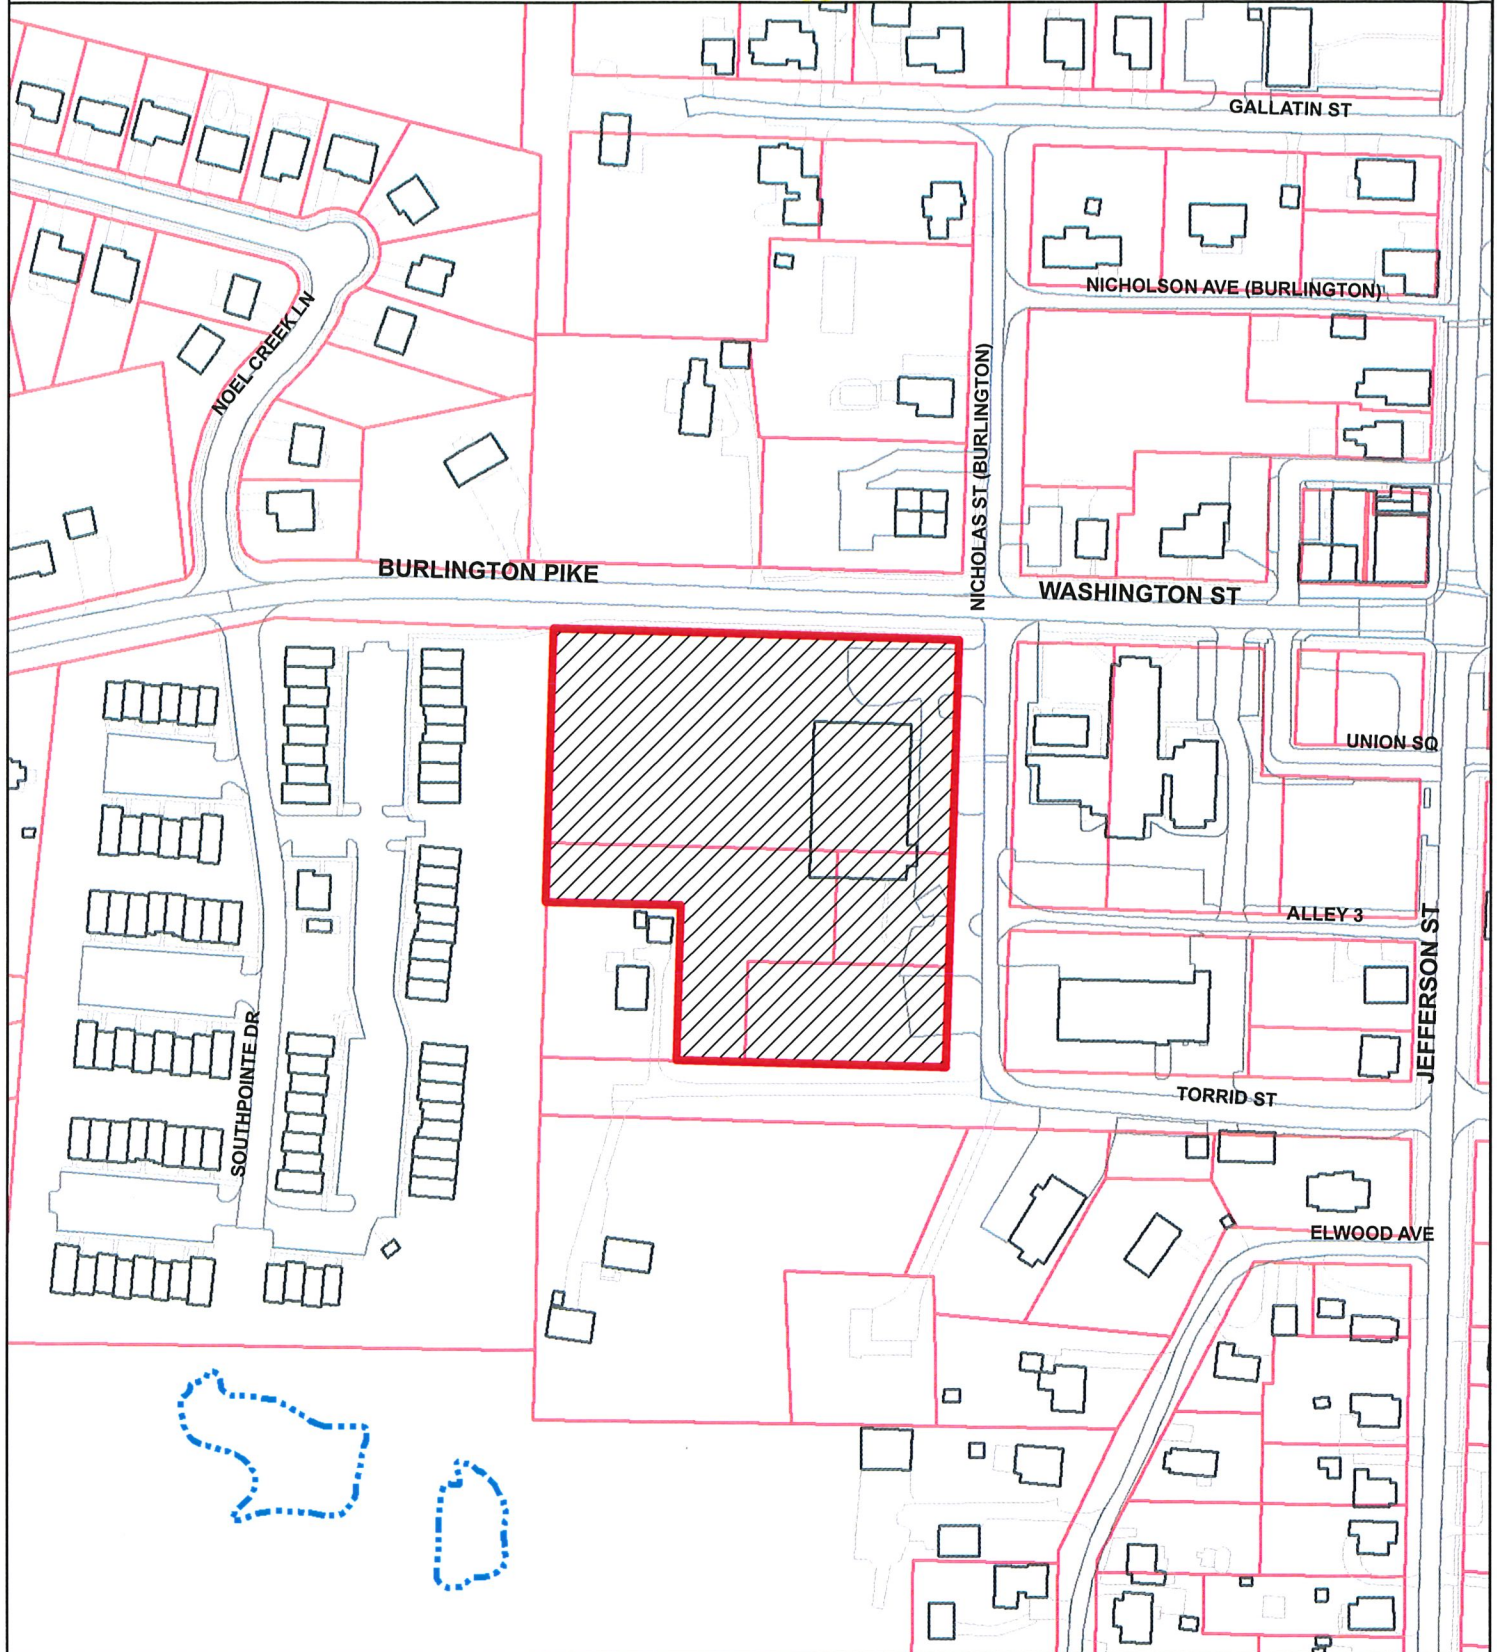 GALLATIN ST
NICHOLSON AVE (BURLINGTON)
NOEL CREEK LN
NICHOLAS ST (BURLINGTON)
BURLINGTON PIKE
WASHINGTON ST
UNION SQ
ALLEY 3
JEFFERSON ST
SOUTHPOINTE DR
TORRID ST
ELWOOD AVE